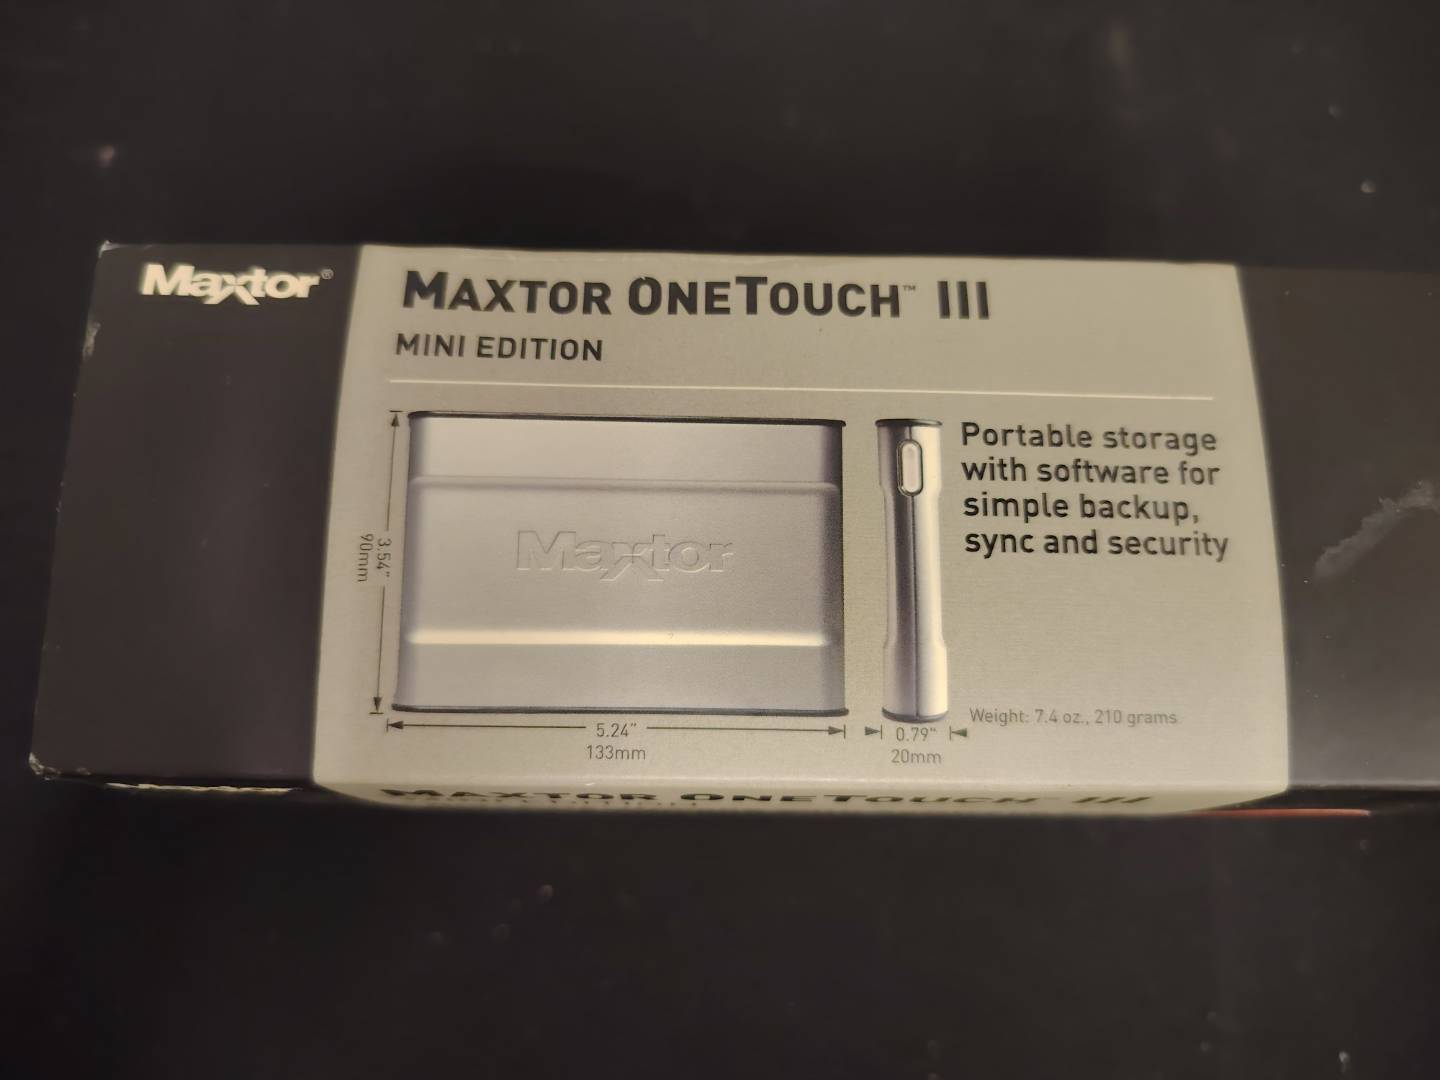 Maxtor®
MAXTOR ONETOUCH™ III
MINI EDITION
Maxtor
3.54"
90mm
5.24"
133mm
0.79"
20mm
Portable storage
with software for
simple backup,
sync and security
Weight: 7.4 oz., 210 grams
MAXTOR ONETOUCH™ III